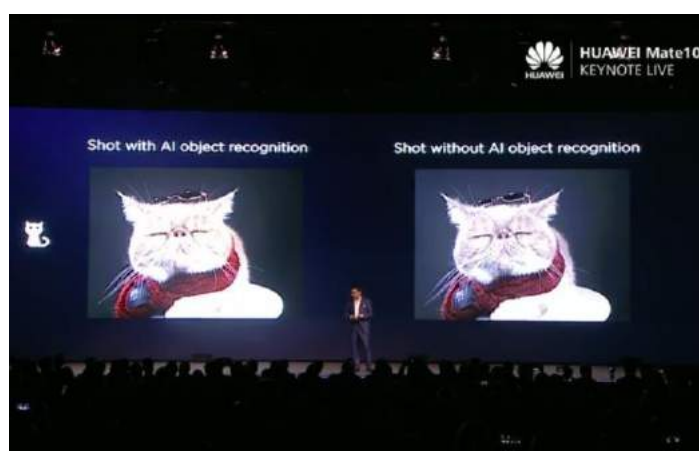 HUAWEI
HUAWEI Mate10
KEYNOTE LIVE
Shot with AI object recognition
Shot without AI object recognition